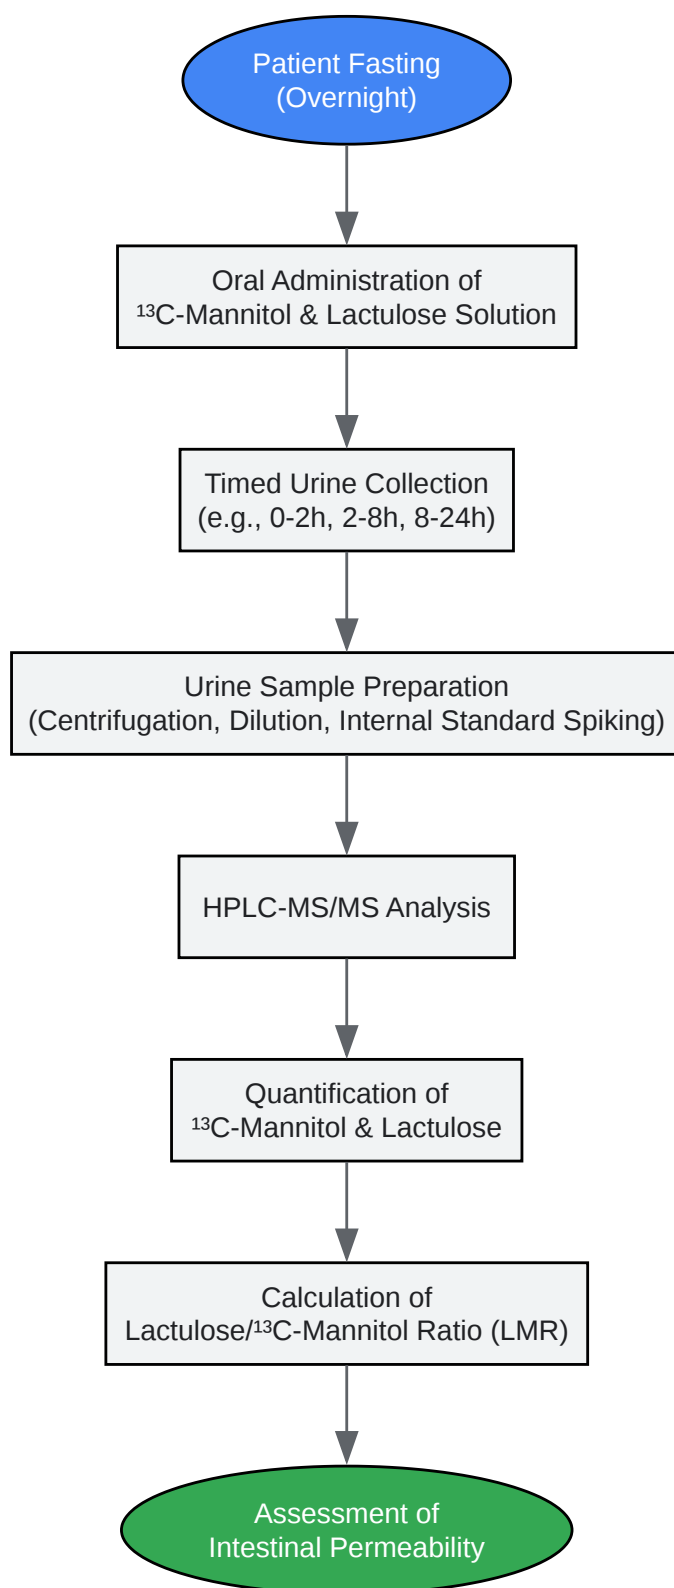 Patient Fasting
(Overnight)
Oral Administration of
¹³C-Mannitol & Lactulose Solution
Timed Urine Collection
(e.g., 0-2h, 2-8h, 8-24h)
Urine Sample Preparation
(Centrifugation, Dilution, Internal Standard Spiking)
HPLC-MS/MS Analysis
Quantification of
¹³C-Mannitol & Lactulose
Calculation of
Lactulose/¹³C-Mannitol Ratio (LMR)
Assessment of
Intestinal Permeability